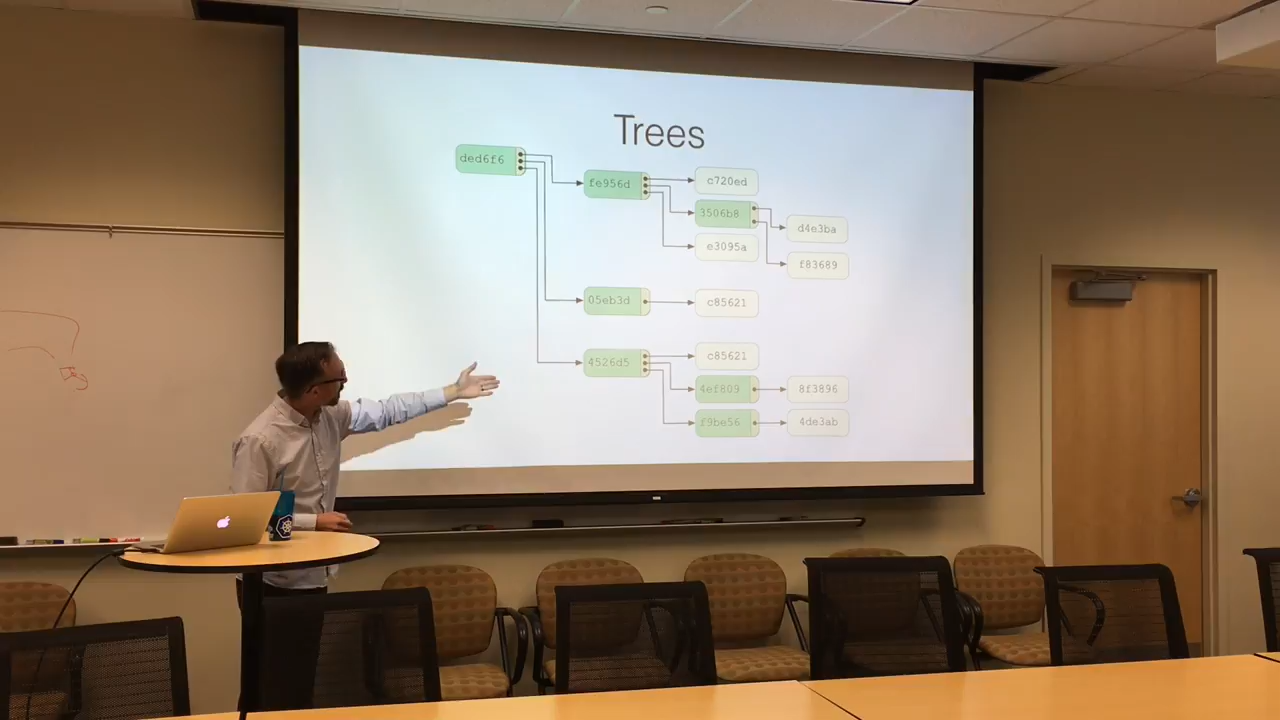 Trees
ded6f6
fe956d
c720ed
3506b8
d4e3ba
e3095a
f83689
05eb3d
c85621
4526d5
c85621
4ef809
8f3896
f9be56
4de3ab